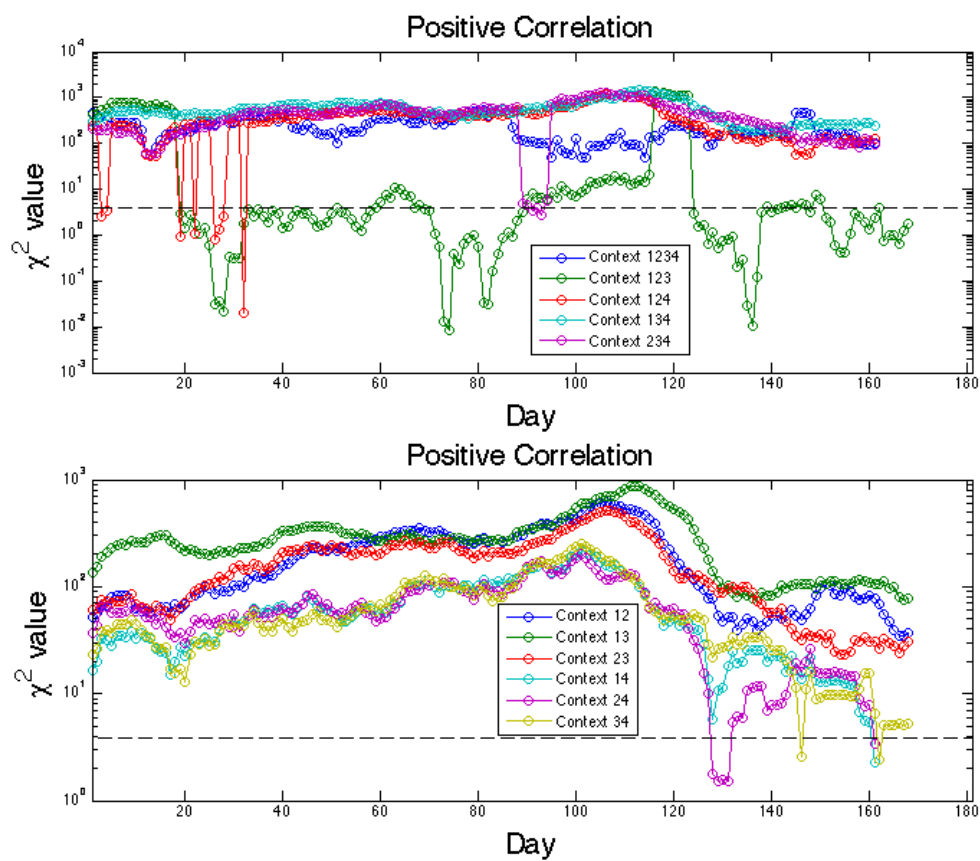 Positive Correlation
10^4
10^3
10^2
10^1
10^0
10^-1
10^-2
10^-3
χ^2 value
Context 1234
Context 123
Context 124
Context 134
Context 234
20 40 60 80 100 120 140 160 180
Day
Positive Correlation
10^3
10^2
10^1
10^0
χ^2 value
Context 12
Context 13
Context 23
Context 14
Context 24
Context 34
20 40 60 80 100 120 140 160 180
Day